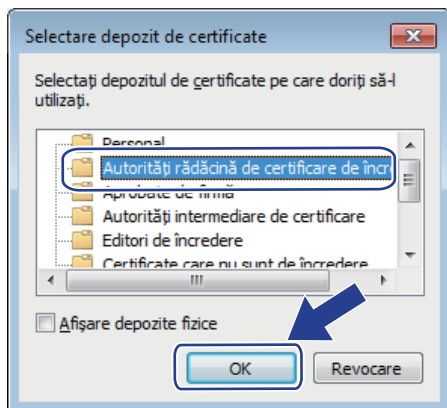 Selectare depozit de certificate
Selectați depozitul de certificate pe care doriți să-l
utilizați.
Personal
Autorități rădăcină de certificare de încre
Aprobate de firmă
Autorități intermediare de certificare
Editori de încredere
Certificate care nu sunt de încredere
Afișare depozite fizice
OK
Revocare